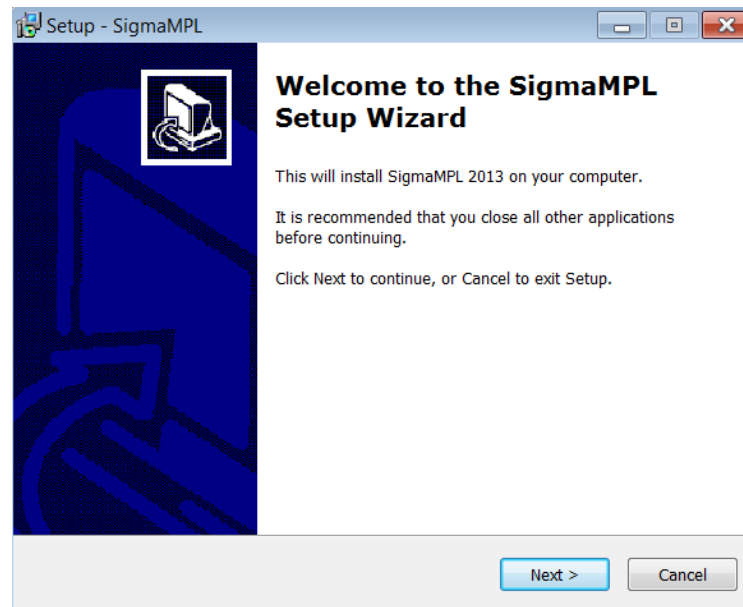 Setup - SigmaMPL
Welcome to the SigmaMPL
Setup Wizard
This will install SigmaMPL 2013 on your computer.
It is recommended that you close all other applications
before continuing.
Click Next to continue, or Cancel to exit Setup.
Next >
Cancel